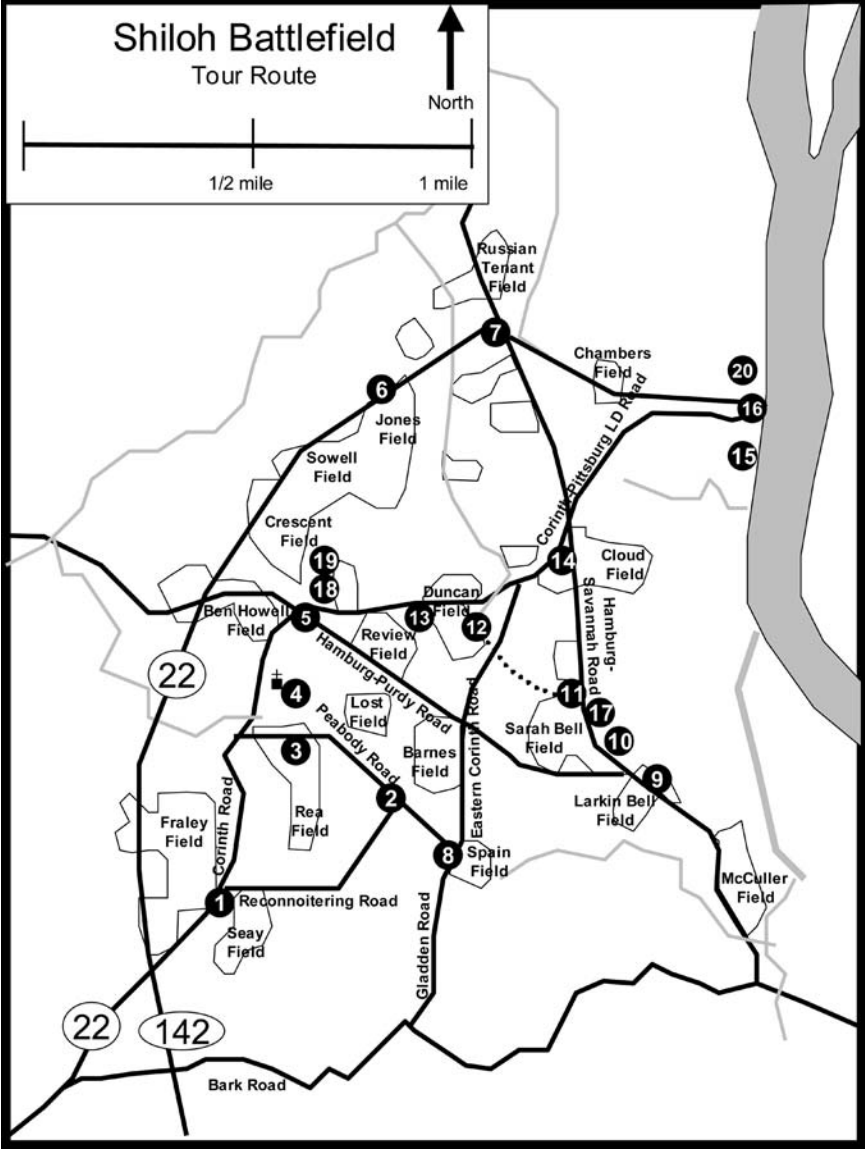 Shiloh Battlefield
Tour Route
North
1/2 mile
1 mile
Russian
Tenant
Field
7
Chambers
Field
20
16
6
Jones
Field
Corinth-Pittsburg LD Road
15
Sowell
Field
Crescent
Field
19
18
14
Cloud
Field
Duncan
Field
Ben Howell
Field
5
13
12
Review
Field
Hamburg-
Savannah Road
Hamburg-Purdy Road
22
4
Lost
Field
11
17
10
Peabody Road
Eastern Corinth Road
Sarah Bell
Field
3
Barnes
Field
9
Larkin Bell
Field
2
Corinth Road
Rea
Field
Fraley
Field
8
Spain
Field
McCuller
Field
1
Reconnoitering Road
Seay
Field
Gladden Road
22
142
Bark Road